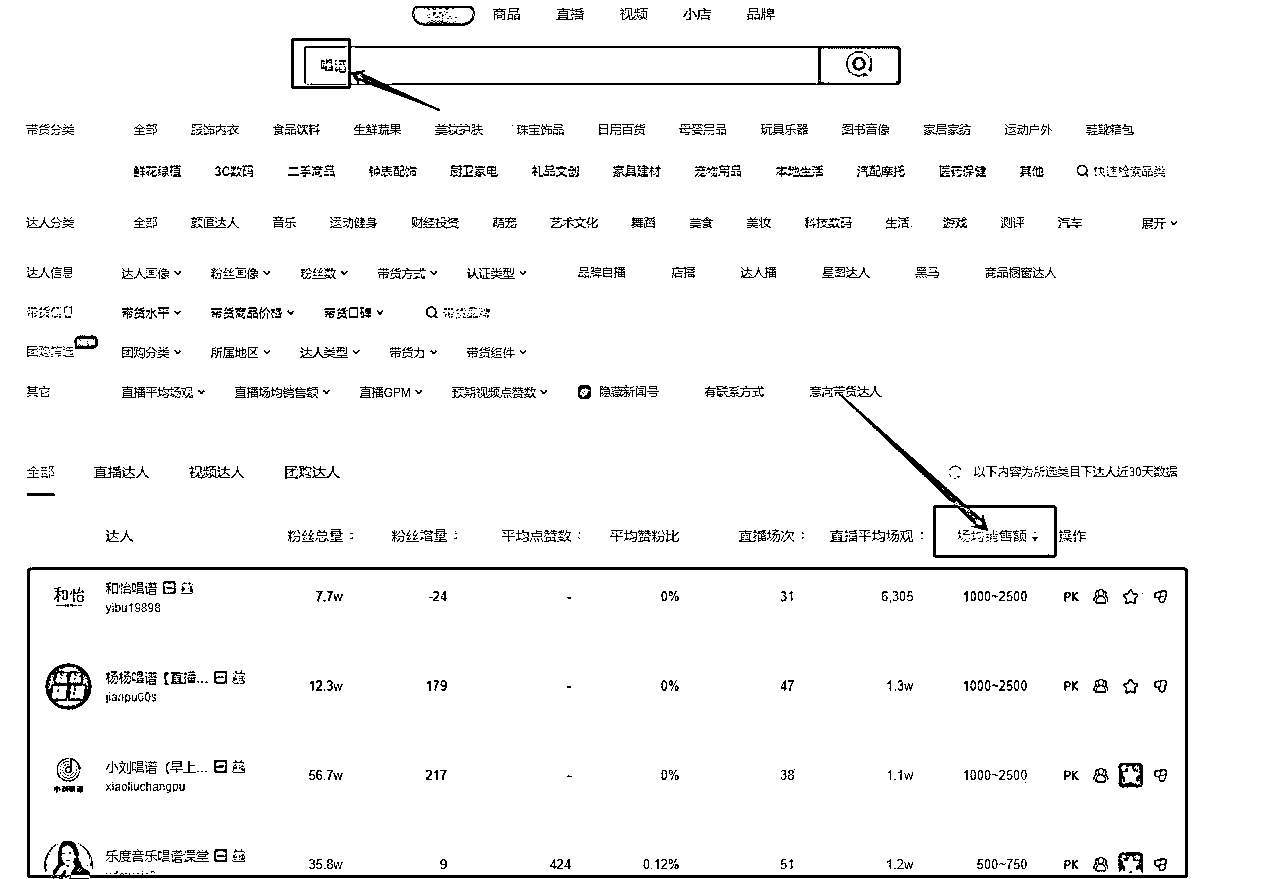 商品 直播 视频 小店 品牌
唱谱
带货分类 全部 服饰内衣 食品饮料 生鲜蔬果 美妆护肤 珠宝饰品 日用百货 母婴用品 玩具乐器 图书音像 家居家纺 运动户外 鞋靴箱包
鲜花绿植 3C数码 二手商品 钟表配饰 厨卫家电 礼品文创 家具建材 宠物用品 本地生活 汽配摩托 医药保健 其他 快速检索品类
达人分类 全部 颜值达人 音乐 运动健身 财经投资 萌宠 艺术文化 舞蹈 美食 美妆 科技数码 生活 游戏 测评 汽车 展开
达人信息 达人画像 粉丝画像 粉丝数 带货方式 认证类型 品牌自播 店播 达人播 星图达人 黑马 商品橱窗达人
带货信息 带货水平 带货商品价格 带货口碑 带货品牌
团购筛选 团购分类 所属地区 达人类型 带货力 带货组件
其它 直播平均场观 直播场均销售额 直播GPM 预期视频点赞数 隐藏新闻号 有联系方式 意向带货达人
全部 直播达人 视频达人 团购达人 以下内容为所选类目下达人近30天数据
达人 粉丝总量 粉丝增量 平均点赞数 平均赞粉比 直播场次 直播平均场观 场均销售额 操作
和怡
和怡唱谱
yibu19898
7.7w -24 - 0% 31 6,305 1000~2500 PK
杨杨唱谱【直播...
jianpu60s
12.3w 179 - 0% 47 1.3w 1000~2500 PK
小刘唱谱
小刘唱谱（早上...
xiaoliuchangpu
56.7w 217 - 0% 38 1.1w 1000~2500 PK
乐度音乐唱谱课堂
35.8w 9 424 0.12% 51 1.2w 500~750 PK